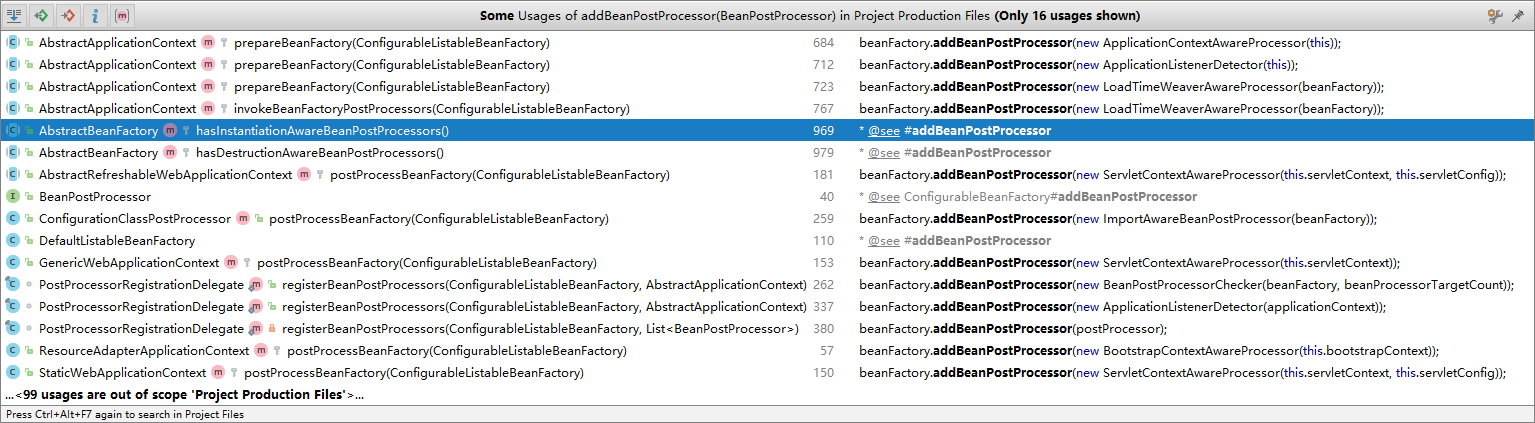 Some Usages of addBeanPostProcessor(BeanPostProcessor) in Project Production Files (Only 16 usages shown)
AbstractApplicationContext m prepareBeanFactory(ConfigurableListableBeanFactory) 684 beanFactory.addBeanPostProcessor(new ApplicationContextAwareProcessor(this));
AbstractApplicationContext m prepareBeanFactory(ConfigurableListableBeanFactory) 712 beanFactory.addBeanPostProcessor(new ApplicationListenerDetector(this));
AbstractApplicationContext m prepareBeanFactory(ConfigurableListableBeanFactory) 723 beanFactory.addBeanPostProcessor(new LoadTimeWeaverAwareProcessor(beanFactory));
AbstractApplicationContext m invokeBeanFactoryPostProcessors(ConfigurableListableBeanFactory) 767 beanFactory.addBeanPostProcessor(new LoadTimeWeaverAwareProcessor(beanFactory));
AbstractBeanFactory m hasInstantiationAwareBeanPostProcessors() 969 * @see #addBeanPostProcessor
AbstractBeanFactory m hasDestructionAwareBeanPostProcessors() 979 * @see #addBeanPostProcessor
AbstractRefreshableWebApplicationContext m postProcessBeanFactory(ConfigurableListableBeanFactory) 181 beanFactory.addBeanPostProcessor(new ServletContextAwareProcessor(this.servletContext, this.servletConfig));
BeanPostProcessor 40 * @see ConfigurableBeanFactory#addBeanPostProcessor
ConfigurationClassPostProcessor m postProcessBeanFactory(ConfigurableListableBeanFactory) 259 beanFactory.addBeanPostProcessor(new ImportAwareBeanPostProcessor(beanFactory));
DefaultListableBeanFactory 110 * @see #addBeanPostProcessor
GenericWebApplicationContext m postProcessBeanFactory(ConfigurableListableBeanFactory) 153 beanFactory.addBeanPostProcessor(new ServletContextAwareProcessor(this.servletContext));
PostProcessorRegistrationDelegate m registerBeanPostProcessors(ConfigurableListableBeanFactory, AbstractApplicationContext) 262 beanFactory.addBeanPostProcessor(new BeanPostProcessorChecker(beanFactory, beanProcessorTargetCount));
PostProcessorRegistrationDelegate m registerBeanPostProcessors(ConfigurableListableBeanFactory, AbstractApplicationContext) 337 beanFactory.addBeanPostProcessor(new ApplicationListenerDetector(applicationContext));
PostProcessorRegistrationDelegate m registerBeanPostProcessors(ConfigurableListableBeanFactory, List<BeanPostProcessor>) 380 beanFactory.addBeanPostProcessor(postProcessor);
ResourceAdapterApplicationContext m postProcessBeanFactory(ConfigurableListableBeanFactory) 57 beanFactory.addBeanPostProcessor(new BootstrapContextAwareProcessor(this.bootstrapContext));
StaticWebApplicationContext m postProcessBeanFactory(ConfigurableListableBeanFactory) 150 beanFactory.addBeanPostProcessor(new ServletContextAwareProcessor(this.servletContext, this.servletConfig));
...<99 usages are out of scope 'Project Production Files'>...
Press Ctrl+Alt+F7 again to search in Project Files